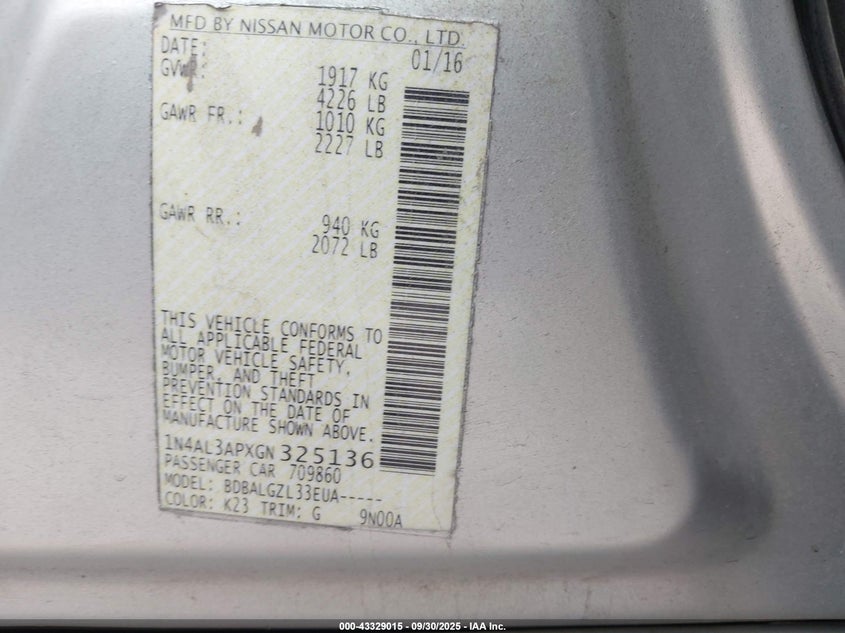 MFD BY NISSAN MOTOR CO., LTD.
DATE: 01/16
GVWR: 1917 KG
4226 LB
GAWR FR.: 1010 KG
2227 LB
GAWR RR.: 940 KG
2072 LB
THIS VEHICLE CONFORMS TO
ALL APPLICABLE FEDERAL
MOTOR VEHICLE SAFETY,
BUMPER, AND THEFT
PREVENTION STANDARDS IN
EFFECT ON THE DATE OF
MANUFACTURE SHOWN ABOVE.
1N4AL3APXGN325136
PASSENGER CAR 709860
MODEL: BDBALGZL33EUA-----
COLOR: K23 TRIM: G 9N00A
000-43329015 - 09/30/2025 - IAA Inc.